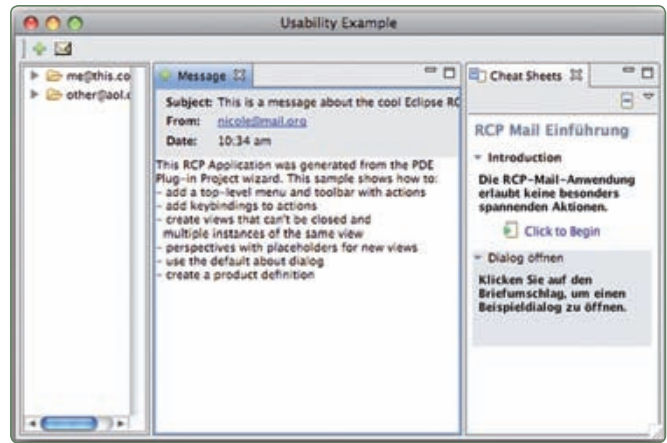 Usability Example
me@this.co
other@aol.c
Message
Subject: This is a message about the cool Eclipse RC
From: nicole@mail.org
Date: 10:34 am
This RCP Application was generated from the PDE
Plug-in Project wizard. This sample shows how to:
- add a top-level menu and toolbar with actions
- add keybindings to actions
- create views that can't be closed and
multiple instances of the same view
- perspectives with placeholders for new views
- use the default about dialog
- create a product definition
Cheat Sheets
RCP Mail Einführung
Introduction
Die RCP-Mail-Anwendung
erlaubt keine besonders
spannenden Aktionen.
Click to Begin
Dialog öffnen
Klicken Sie auf den
Briefumschlag, um einen
Beispieldialog zu öffnen.